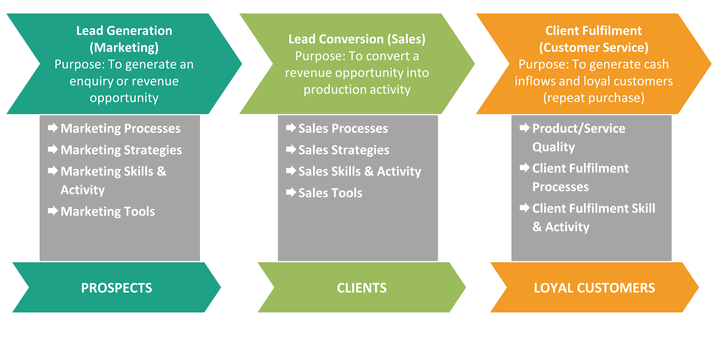 Lead Generation
(Marketing)
Purpose: To generate an
enquiry or revenue
opportunity
Marketing Processes
Marketing Strategies
Marketing Skills &
Activity
Marketing Tools
PROSPECTS
Lead Conversion (Sales)
Purpose: To convert a
revenue opportunity into
production activity
Sales Processes
Sales Strategies
Sales Skills & Activity
Sales Tools
CLIENTS
Client Fulfilment
(Customer Service)
Purpose: To generate cash
inflows and loyal customers
(repeat purchase)
Product/Service
Quality
Client Fulfilment
Processes
Client Fulfilment Skill
& Activity
LOYAL CUSTOMERS